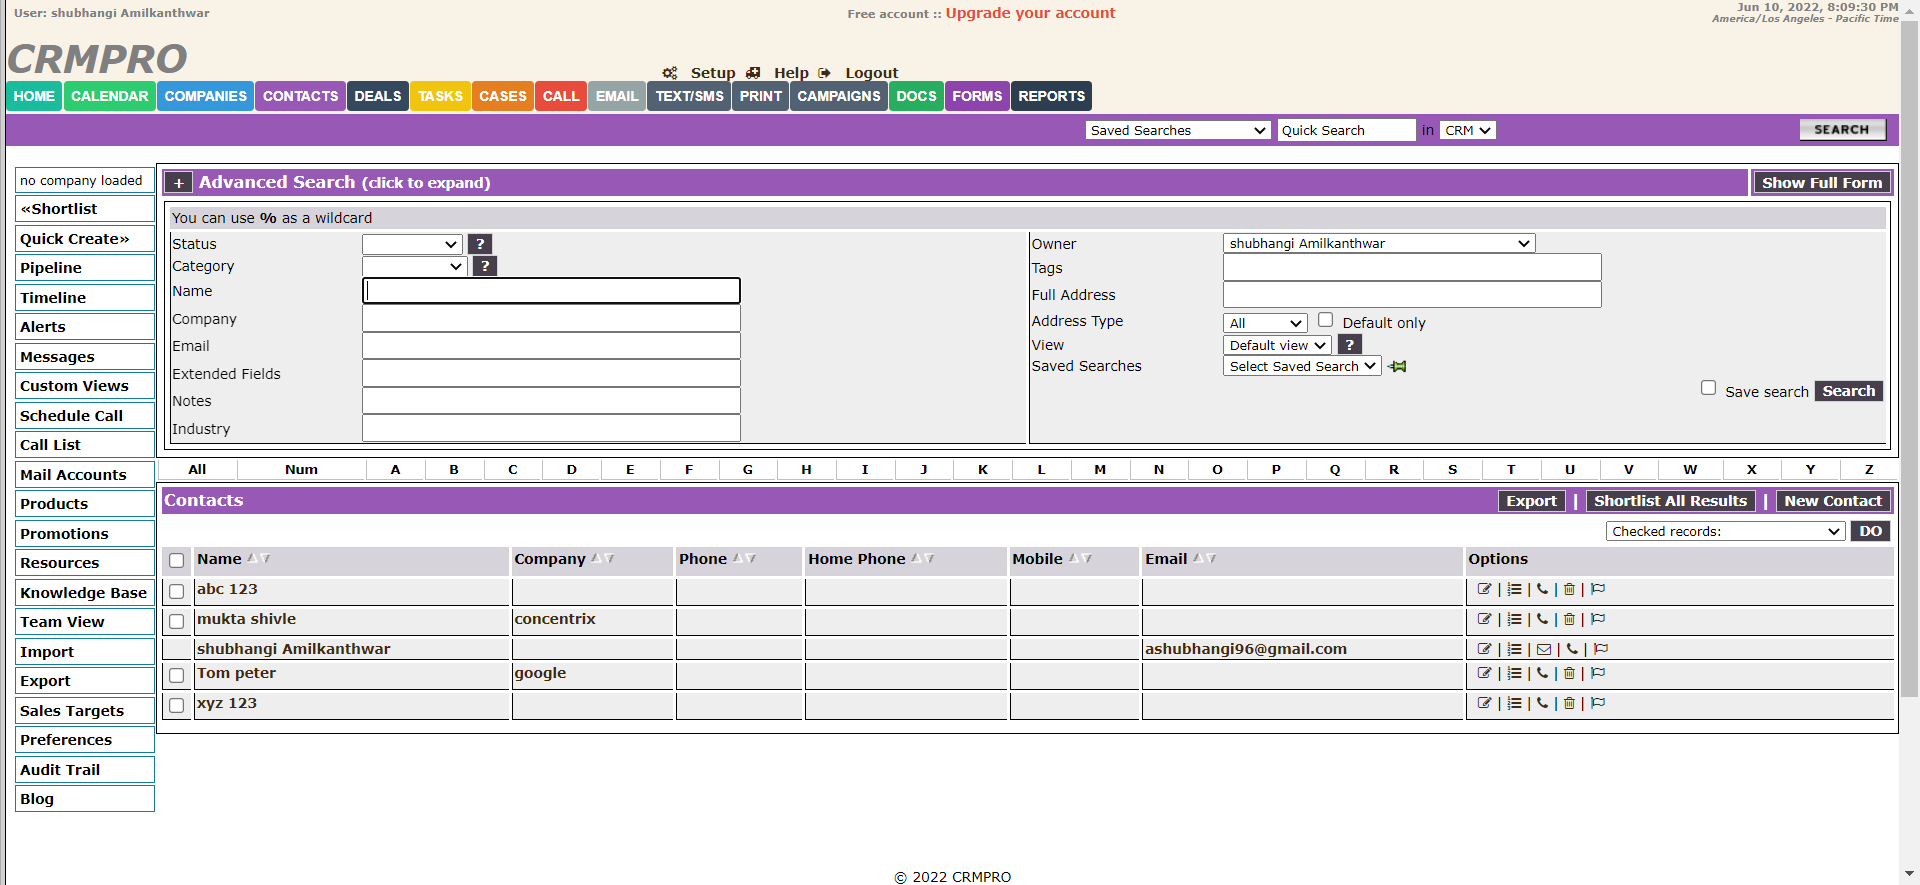 User: shubhangi Amilkanthwar
Free account :: Upgrade your account
Jun 10, 2022, 8:09:30 PM
America/Los Angeles - Pacific Time
CRMPRO
Setup Help Logout
HOME CALENDAR COMPANIES CONTACTS DEALS TASKS CASES CALL EMAIL TEXT/SMS PRINT CAMPAIGNS DOCS FORMS REPORTS
Saved Searches Quick Search in CRM SEARCH
no company loaded
«Shortlist
Quick Create»
Pipeline
Timeline
Alerts
Messages
Custom Views
Schedule Call
Call List
Mail Accounts
Products
Promotions
Resources
Knowledge Base
Team View
Import
Export
Sales Targets
Preferences
Audit Trail
Blog
+ Advanced Search (click to expand) Show Full Form
You can use % as a wildcard
Status ?
Category ?
Name
Company
Email
Extended Fields
Notes
Industry
Owner shubhangi Amilkanthwar
Tags
Full Address
Address Type All Default only
View Default view ?
Saved Searches Select Saved Search
Save search Search
All Num A B C D E F G H I J K L M N O P Q R S T U V W X Y Z
Contacts Export | Shortlist All Results | New Contact
Checked records: DO
Name Company Phone Home Phone Mobile Email Options
abc 123 | | | |
mukta shivle concentrix | | | |
shubhangi Amilkanthwar ashubhangi96@gmail.com | | | |
Tom peter google | | | |
xyz 123 | | | |
© 2022 CRMPRO